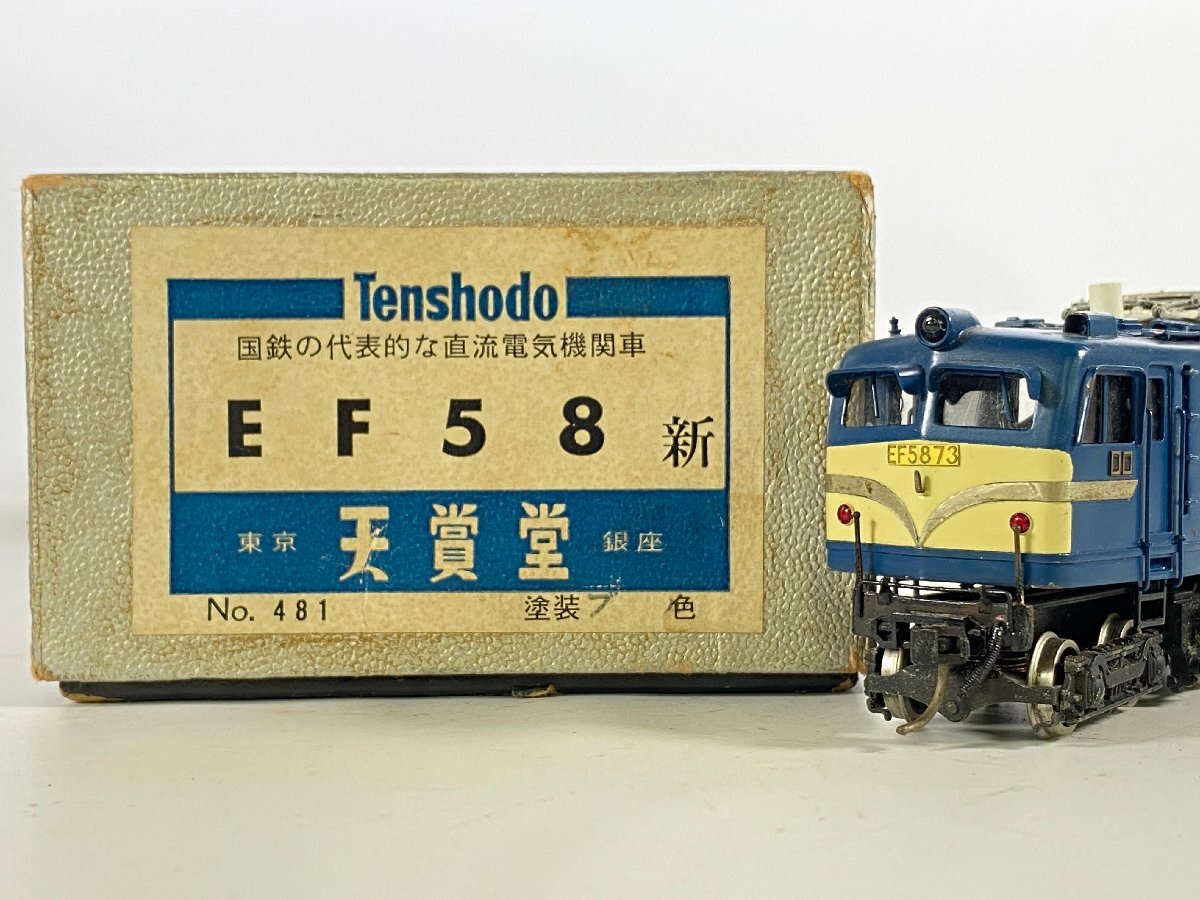 Tenshodo
国鉄の代表的な直流電気機関車
EF58 新
東京 天賞堂 銀座
No. 481 塗装 ブ 色
EF5873